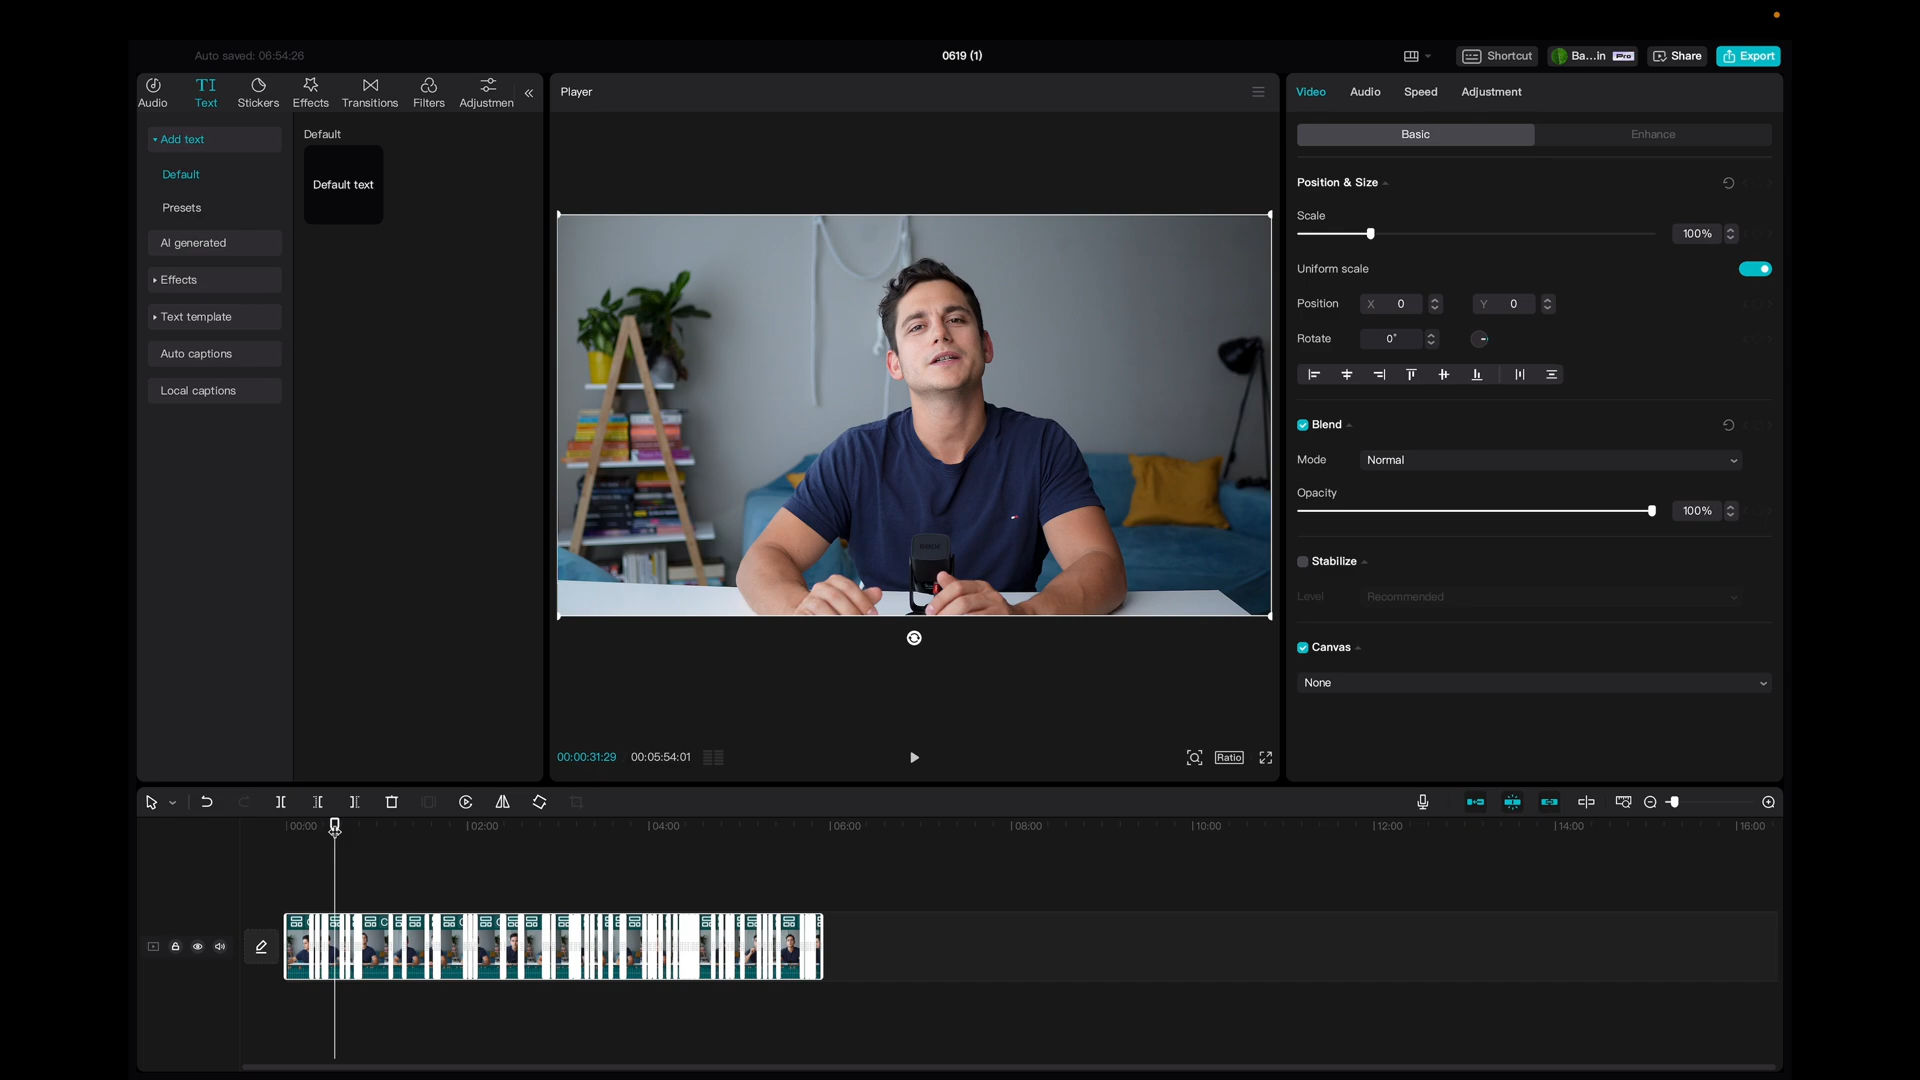 Auto saved: 06:54:26
0619 (1)
Shortcut
Ba...in
Pro
Share
Export
Audio
Text
Stickers
Effects
Transitions
Filters
Adjustmen
Add text
Default
Presets
AI generated
Effects
Text template
Auto captions
Local captions
Default
Default text
Player
00:00:31:29
00:05:54:01
Ratio
Video
Audio
Speed
Adjustment
Basic
Enhance
Position & Size
Scale
100%
Uniform scale
Position
X 0
Y 0
Rotate
0°
Blend
Mode
Normal
Opacity
100%
Stabilize
Level
Recommended
Canvas
None
00:00
02:00
04:00
06:00
08:00
10:00
12:00
14:00
16:00